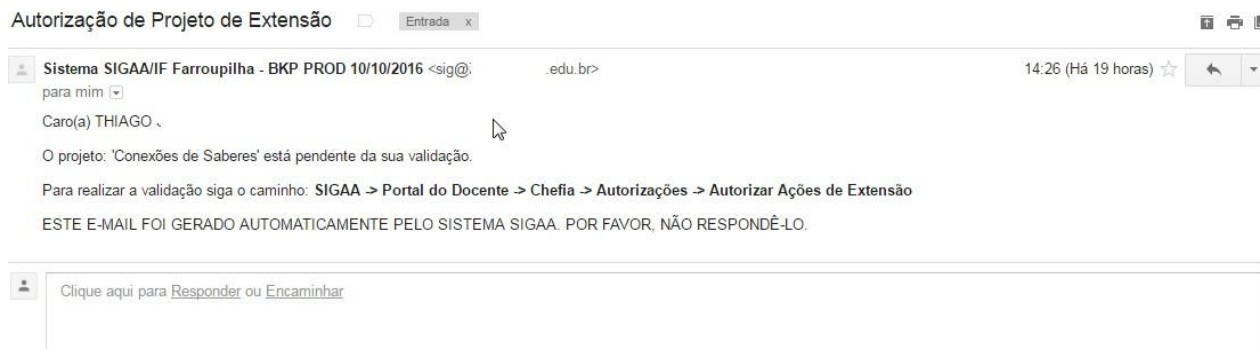 Autorização de Projeto de Extensão Entrada x
Sistema SIGAA/IF Farroupilha - BKP PROD 10/10/2016 <sig@ .edu.br> 14:26 (Há 19 horas)
para mim
Caro(a) THIAGO
O projeto: 'Conexões de Saberes' está pendente da sua validação.
Para realizar a validação siga o caminho: SIGAA -> Portal do Docente -> Chefia -> Autorizações -> Autorizar Ações de Extensão
ESTE E-MAIL FOI GERADO AUTOMATICAMENTE PELO SISTEMA SIGAA. POR FAVOR, NÃO RESPONDÊ-LO.
Clique aqui para Responder ou Encaminhar